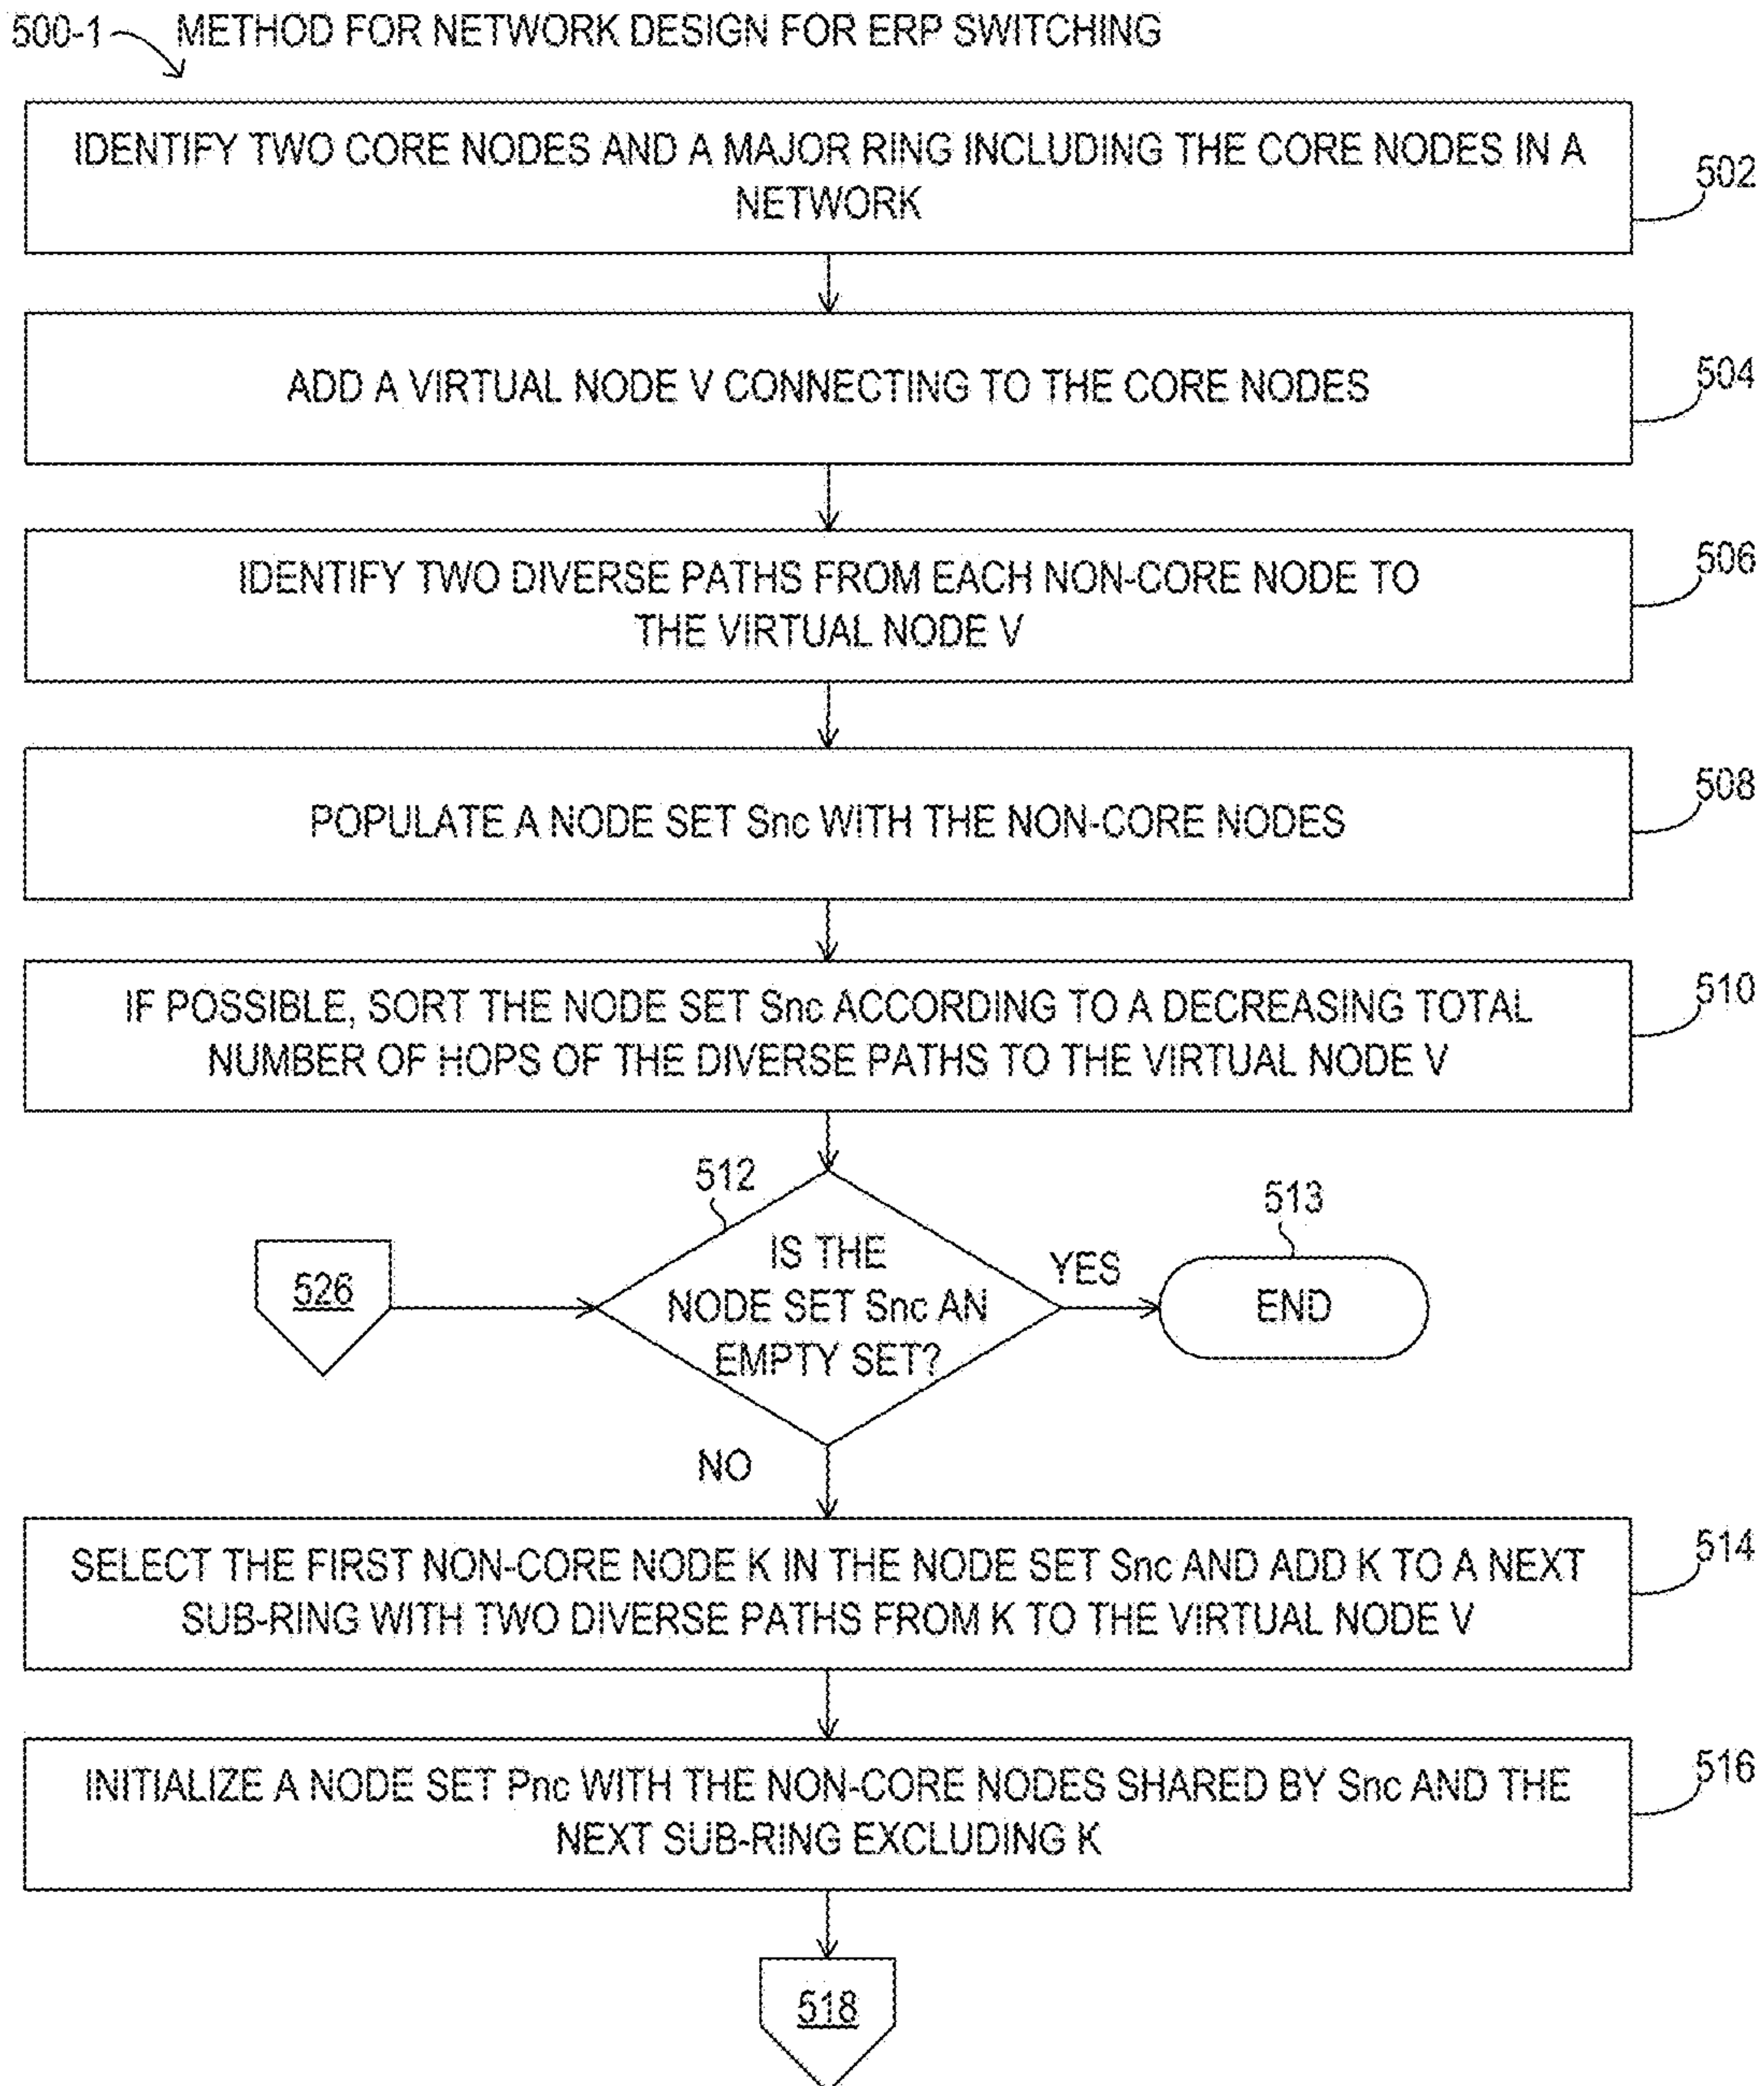 500-1 METHOD FOR NETWORK DESIGN FOR ERP SWITCHING
IDENTIFY TWO CORE NODES AND A MAJOR RING INCLUDING THE CORE NODES IN A
NETWORK
502
ADD A VIRTUAL NODE V CONNECTING TO THE CORE NODES
504
IDENTIFY TWO DIVERSE PATHS FROM EACH NON-CORE NODE TO
THE VIRTUAL NODE V
506
POPULATE A NODE SET Snc WITH THE NON-CORE NODES
508
IF POSSIBLE, SORT THE NODE SET Snc ACCORDING TO A DECREASING TOTAL
NUMBER OF HOPS OF THE DIVERSE PATHS TO THE VIRTUAL NODE V
510
512
513
526
IS THE
NODE SET Snc AN
EMPTY SET?
YES
END
NO
SELECT THE FIRST NON-CORE NODE K IN THE NODE SET Snc AND ADD K TO A NEXT
SUB-RING WITH TWO DIVERSE PATHS FROM K TO THE VIRTUAL NODE V
514
INITIALIZE A NODE SET Pnc WITH THE NON-CORE NODES SHARED BY Snc AND THE
NEXT SUB-RING EXCLUDING K
516
518